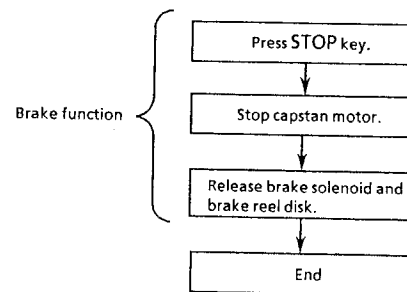 Press STOP key.
Brake function
Stop capstan motor.
Release brake solenoid and
brake reel disk.
End